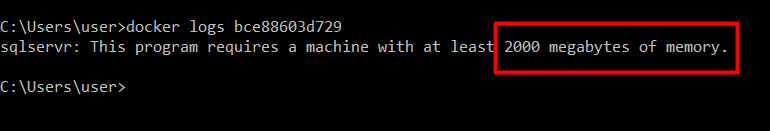 C:\Users\user>docker logs bce88603d729
sqlservr: This program requires a machine with at least 2000 megabytes of memory.
C:\Users\user>